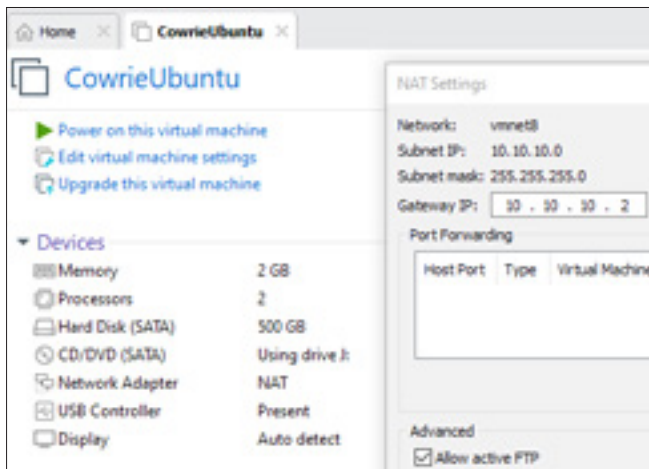 Home
CowrieUbuntu
CowrieUbuntu
Power on this virtual machine
Edit virtual machine settings
Upgrade this virtual machine
Devices
Memory 2 GB
Processors 2
Hard Disk (SATA) 500 GB
CD/DVD (SATA) Using drive J:
Network Adapter NAT
USB Controller Present
Display Auto detect
NAT Settings
Network: vmnet8
Subnet IP: 10.10.10.0
Subnet mask: 255.255.255.0
Gateway IP: 10 . 10 . 10 . 2
Port Forwarding
Host Port Type Virtual Machine
Advanced
Allow active FTP